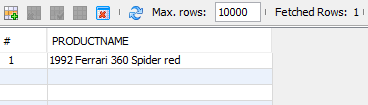 Max. rows: 10000 Fetched Rows: 1
# PRODUCTNAME
1 1992 Ferrari 360 Spider red